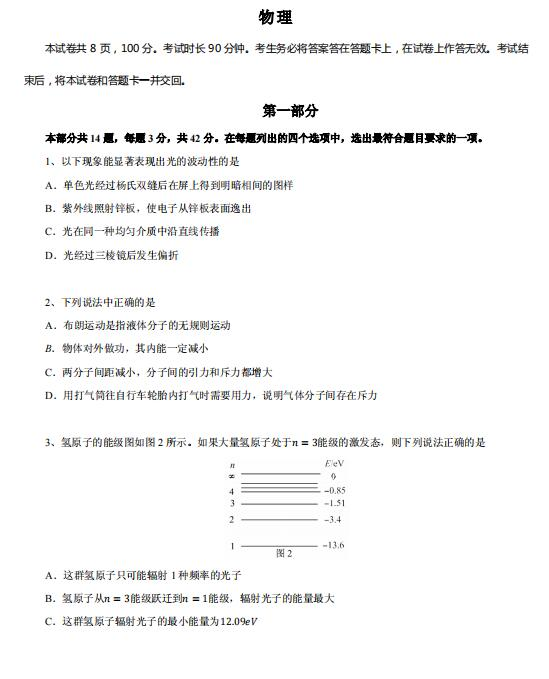 物理
本试卷共 8 页，100 分。考试时长 90 分钟。考生务必将答案答在答题卡上，在试卷上作答无效。考试结
束后，将本试卷和答题卡一并交回。
第一部分
本部分共 14 题，每题 3 分，共 42 分。在每题列出的四个选项中，选出最符合题目要求的一项。
1、以下现象能显著表现出光的波动性的是
A．单色光经过杨氏双缝后在屏上得到明暗相间的图样
B．紫外线照射锌板，使电子从锌板表面逸出
C．光在同一种均匀介质中沿直线传播
D．光经过三棱镜后发生偏折
2、下列说法中正确的是
A．布朗运动是指液体分子的无规则运动
B．物体对外做功，其内能一定减小
C．两分子间距减小，分子间的引力和斥力都增大
D．用打气筒往自行车轮胎内打气时需要用力，说明气体分子间存在斥力
3、氢原子的能级图如图 2 所示。如果大量氢原子处于n = 3能级的激发态，则下列说法正确的是
n E/eV
∞ 0
4 −0.85
3 −1.51
2 −3.4
1 −13.6
图 2
A．这群氢原子只可能辐射 1 种频率的光子
B．氢原子从n = 3能级跃迁到n = 1能级，辐射光子的能量最大
C．这群氢原子辐射光子的最小能量为12.09eV